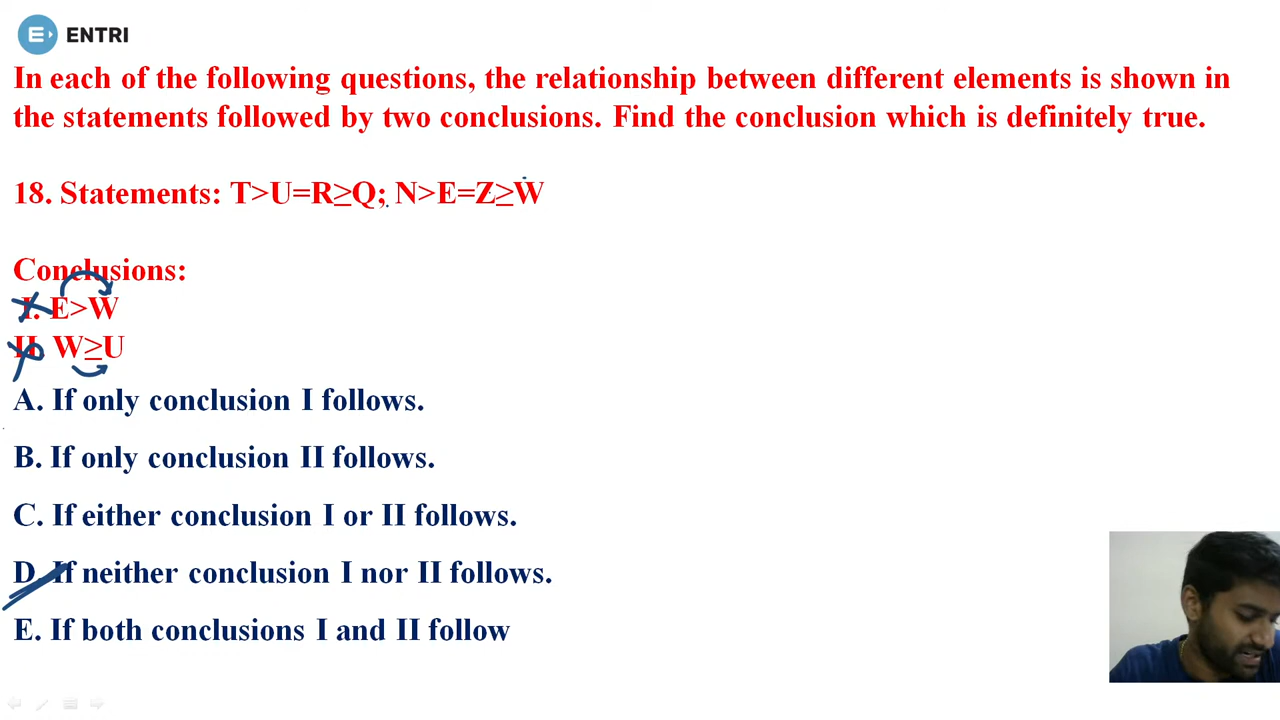 E ENTRI
In each of the following questions, the relationship between different elements is shown in
the statements followed by two conclusions. Find the conclusion which is definitely true.
18. Statements: T>U=R≥Q; N>E=Z≥W
Conclusions:
I. E>W
II. W≥U
A. If only conclusion I follows.
B. If only conclusion II follows.
C. If either conclusion I or II follows.
D. If neither conclusion I nor II follows.
E. If both conclusions I and II follow